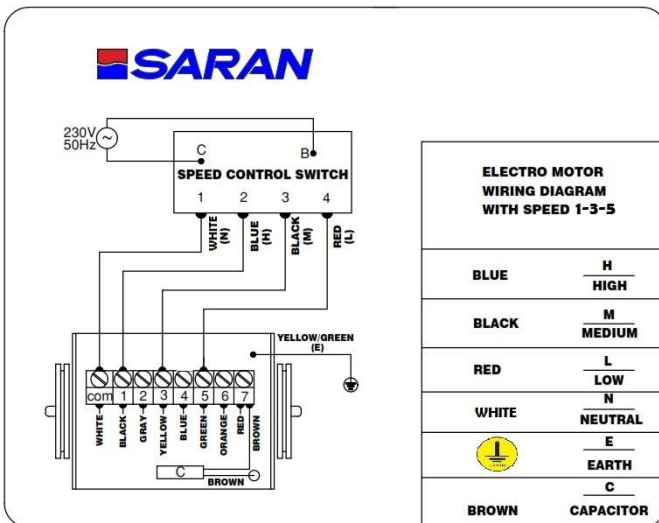 SARAN
230V
50Hz
~
C
B
SPEED CONTROL SWITCH
1 2 3 4
WHITE
(N)
BLUE
(H)
BLACK
(M)
RED
(L)
YELLOW/GREEN
(E)
com 1 2 3 4 5 6 7
WHITE
BLACK
GRAY
YELLOW
BLUE
GREEN
ORANGE
RED
BROWN
C
BROWN
ELECTRO MOTOR
WIRING DIAGRAM
WITH SPEED 1-3-5
BLUE
H
HIGH
BLACK
M
MEDIUM
RED
L
LOW
WHITE
N
NEUTRAL
E
EARTH
BROWN
C
CAPACITOR